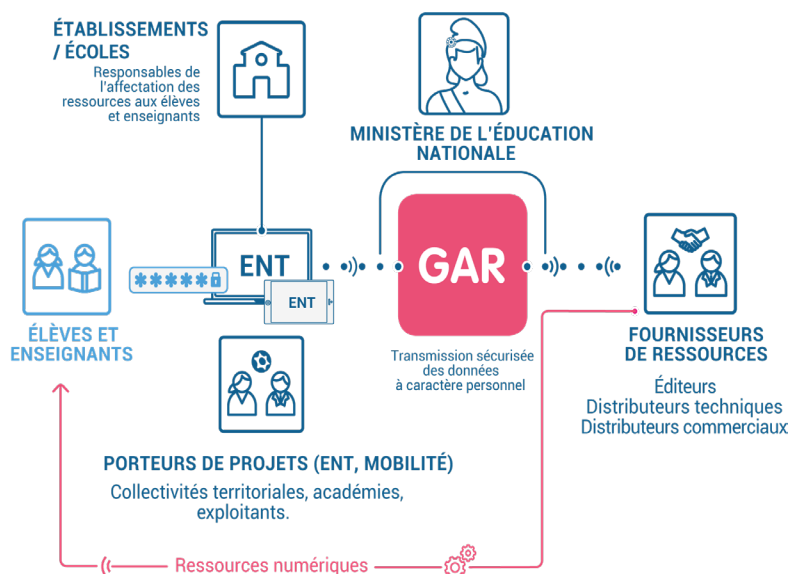 ÉTABLISSEMENTS
/ ÉCOLES
Responsables de
l'affectation des
ressources aux élèves
et enseignants
MINISTÈRE DE L'ÉDUCATION
NATIONALE
*****
ENT
ENT
GAR
Transmission sécurisée
des données
à caractère personnel
ÉLÈVES ET
ENSEIGNANTS
FOURNISSEURS
DE RESSOURCES
Éditeurs
Distributeurs techniques
Distributeurs commerciaux
PORTEURS DE PROJETS (ENT, MOBILITÉ)
Collectivités territoriales, académies,
exploitants.
Ressources numériques